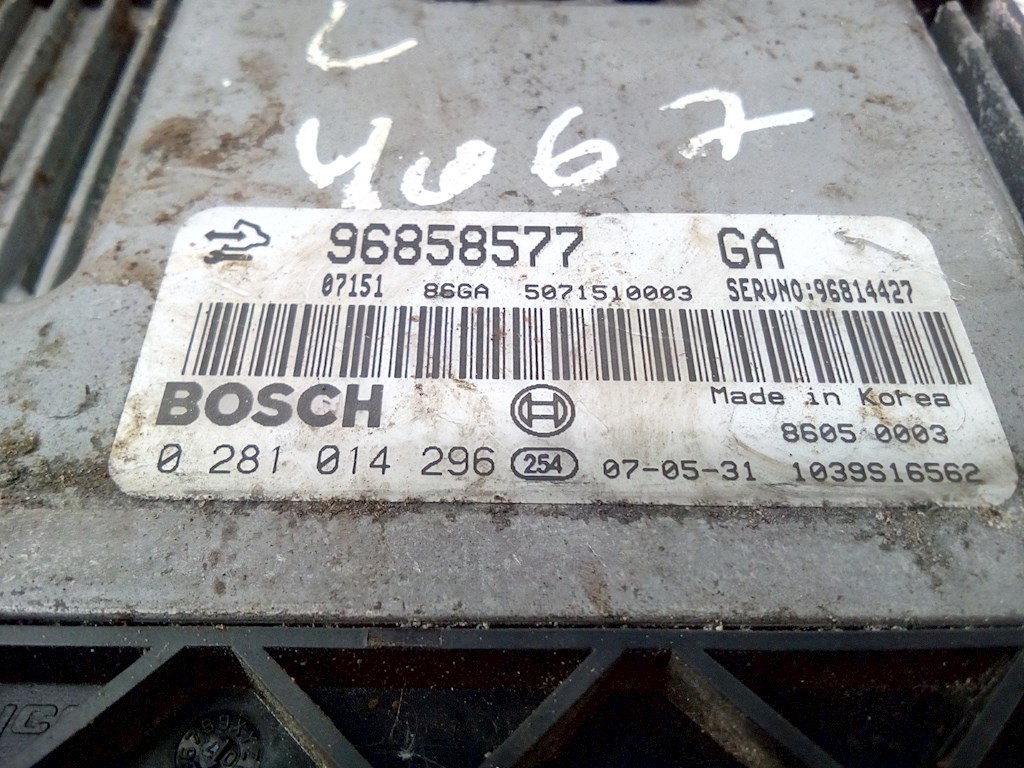 L
4067
96858577 GA
07151 86GA 5071510003 SERVNO:96814427
BOSCH
Made in Korea
8605 0003
0 281 014 296 254 07-05-31 1039S16562